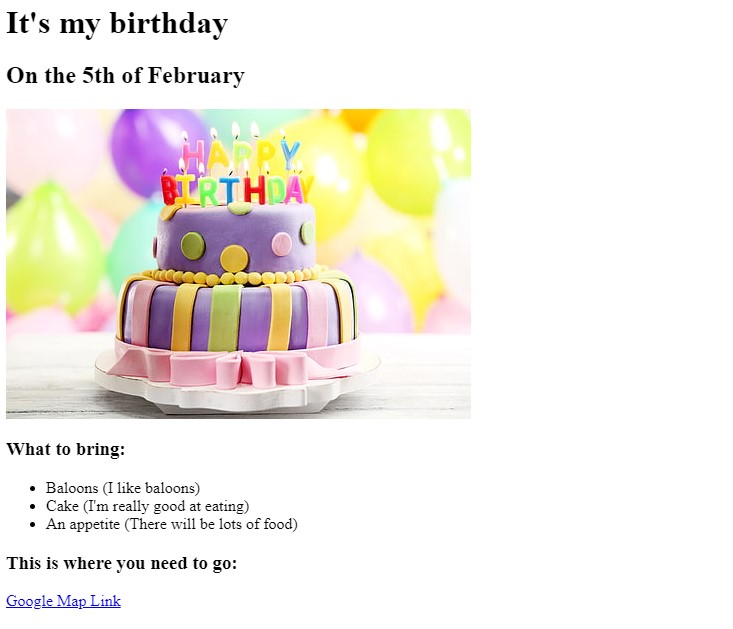 It's my birthday
On the 5th of February
HAPPY
BIRTHDAY
What to bring:
Baloons (I like baloons)
Cake (I'm really good at eating)
An appetite (There will be lots of food)
This is where you need to go:
Google Map Link